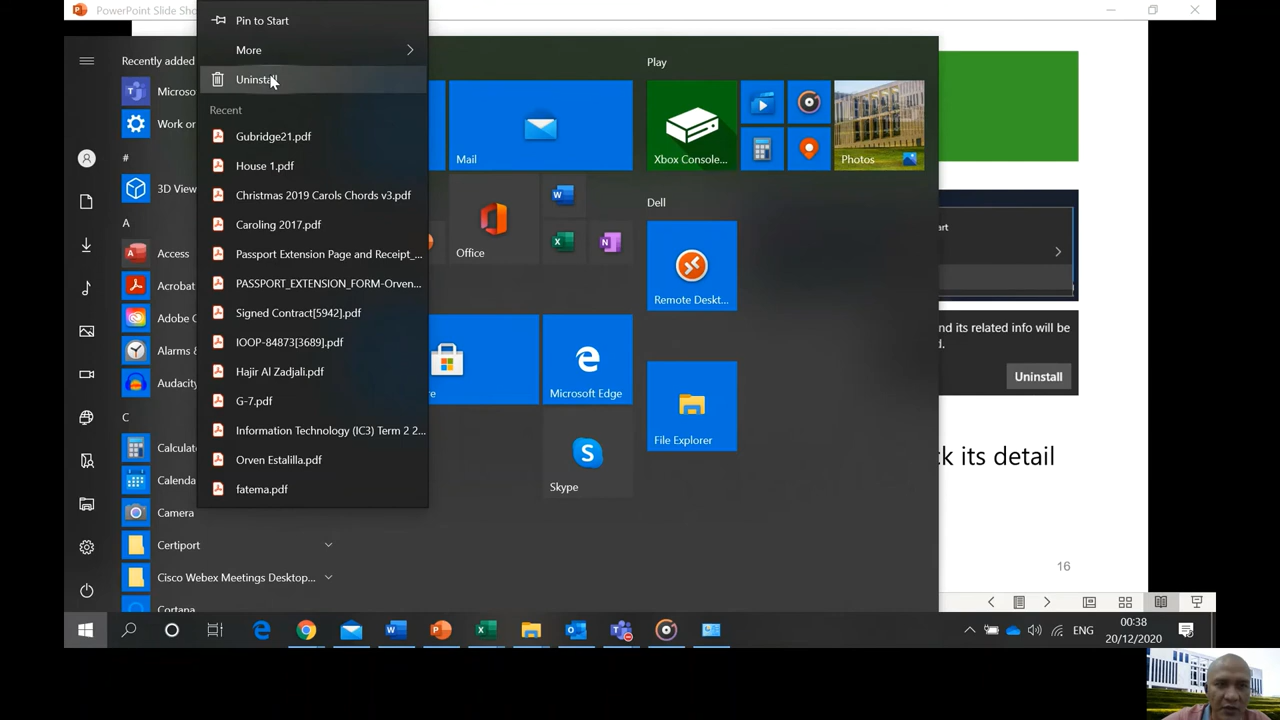 PowerPoint Slide Sho
Pin to Start
More
Uninstall
Recent
Gubridge21.pdf
House 1.pdf
Christmas 2019 Carols Chords v3.pdf
Caroling 2017.pdf
Passport Extension Page and Receipt_...
PASSPORT_EXTENSION_FORM-Orven...
Signed Contract[5942].pdf
IOOP-84873[3689].pdf
Hajir Al Zadjali.pdf
G-7.pdf
Information Technology (IC3) Term 2 2...
Orven Estalilla.pdf
fatema.pdf
Recently added
Microso
Work or
#
3D View
A
Access
Acrobat
Adobe C
Alarms &
Audacity
C
Calculat
Calenda
Camera
Certiport
Cisco Webex Meetings Desktop...
Cortana
Mail
Office
re
Microsoft Edge
Skype
Play
Xbox Console...
Photos
Dell
Remote Deskt...
File Explorer
art
nd its related info will be
d.
Uninstall
ck its detail
16
ENG
00:38
20/12/2020